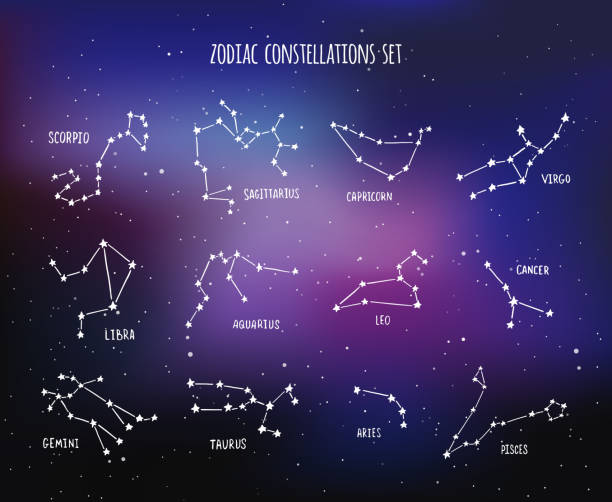 ZODIAC CONSTELLATIONS SET
SCORPIO
SAGITTARIUS
CAPRICORN
VIRGO
LIBRA
AQUARIUS
LEO
CANCER
GEMINI
TAURUS
ARIES
PISCES